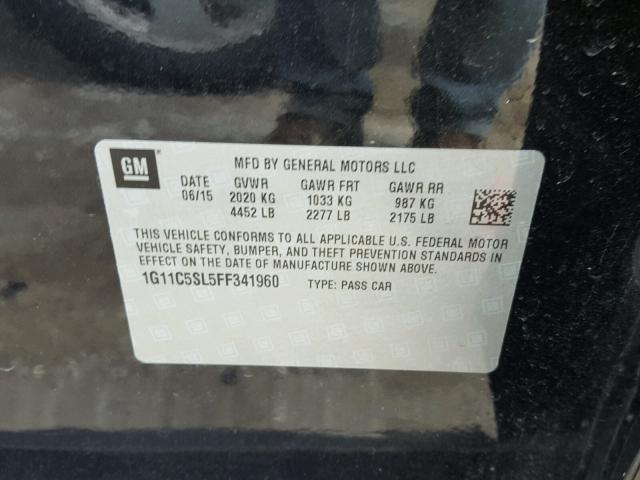 GM
MFD BY GENERAL MOTORS LLC
DATE GVWR GAWR FRT GAWR RR
06/15 2020 KG 1033 KG 987 KG
4452 LB 2277 LB 2175 LB
THIS VEHICLE CONFORMS TO ALL APPLICABLE U.S. FEDERAL MOTOR
VEHICLE SAFETY, BUMPER, AND THEFT PREVENTION STANDARDS IN
EFFECT ON THE DATE OF MANUFACTURE SHOWN ABOVE.
1G11C5SL5FF341960 TYPE: PASS CAR